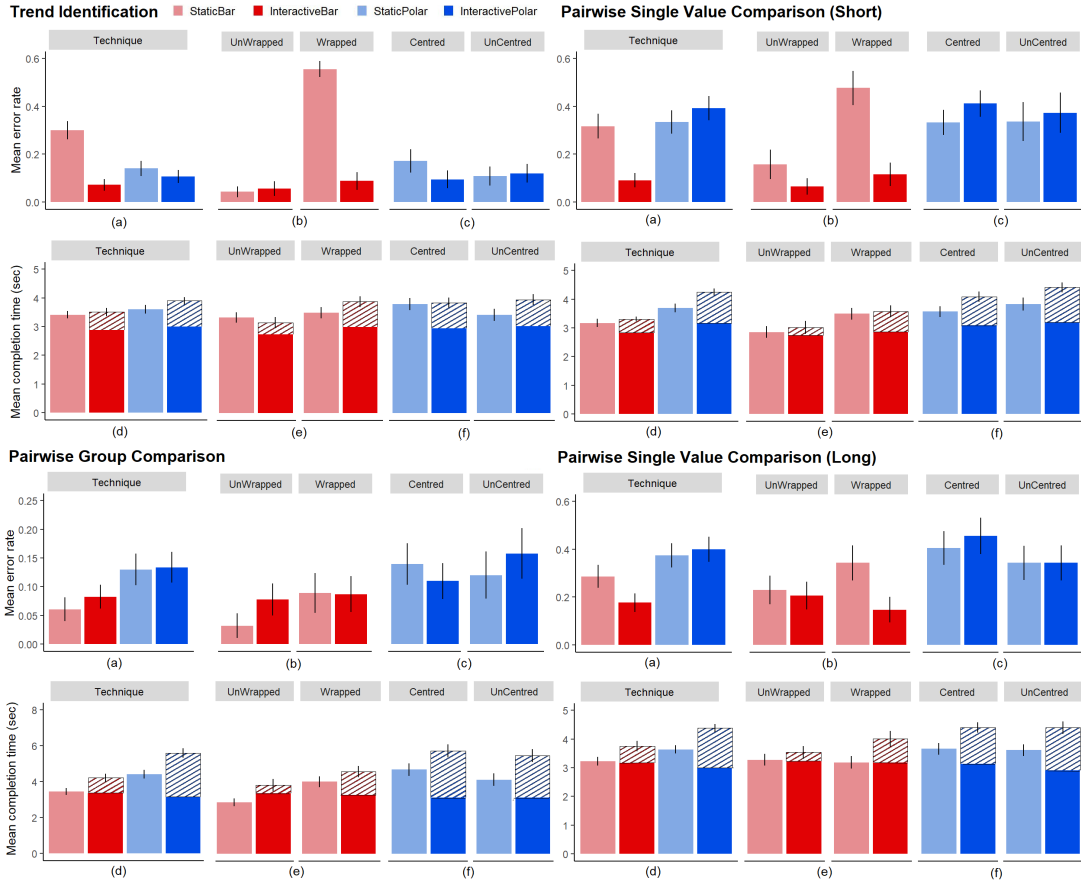 Trend Identification
StaticBar InteractiveBar StaticPolar InteractivePolar
Technique UnWrapped Wrapped Centred UnCentred
Mean error rate
0.6
0.4
0.2
0.0
(a) (b) (c)
Technique UnWrapped Wrapped Centred UnCentred
Mean completion time (sec)
5
4
3
2
1
0
(d) (e) (f)
Pairwise Single Value Comparison (Short)
Technique UnWrapped Wrapped Centred UnCentred
0.6
0.4
0.2
0.0
(a) (b) (c)
Technique UnWrapped Wrapped Centred UnCentred
5
4
3
2
1
0
(d) (e) (f)
Pairwise Group Comparison
Technique UnWrapped Wrapped Centred UnCentred
Mean error rate
0.25
0.20
0.15
0.10
0.05
0.00
(a) (b) (c)
Technique UnWrapped Wrapped Centred UnCentred
Mean completion time (sec)
8
6
4
2
0
(d) (e) (f)
Pairwise Single Value Comparison (Long)
Technique UnWrapped Wrapped Centred UnCentred
0.6
0.4
0.2
0.0
(a) (b) (c)
Technique UnWrapped Wrapped Centred UnCentred
5
4
3
2
1
0
(d) (e) (f)